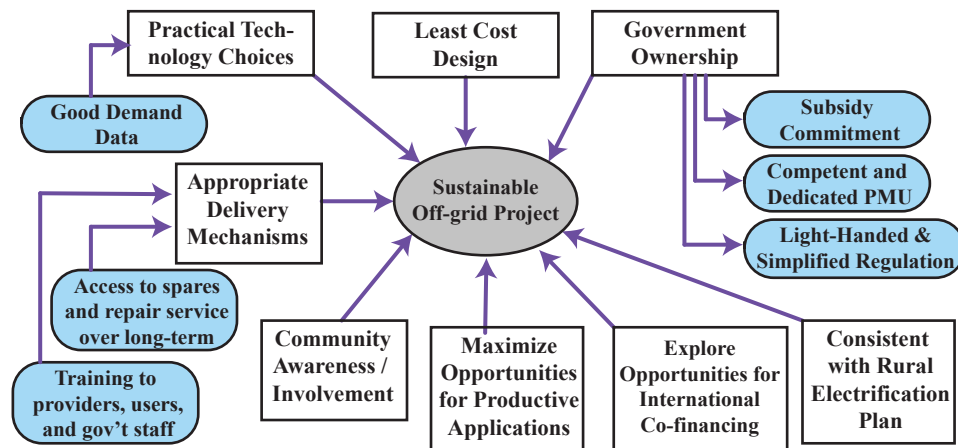 Practical Tech-
nology Choices
Least Cost
Design
Government
Ownership
Good Demand
Data
Subsidy
Commitment
Appropriate
Delivery
Mechanisms
Sustainable
Off-grid Project
Competent and
Dedicated PMU
Light-Handed &
Simplified Regulation
Access to spares
and repair service
over long-term
Training to
providers, users,
and gov't staff
Community
Awareness /
Involvement
Maximize
Opportunities
for Productive
Applications
Explore
Opportunities for
International
Co-financing
Consistent
with Rural
Electrification
Plan